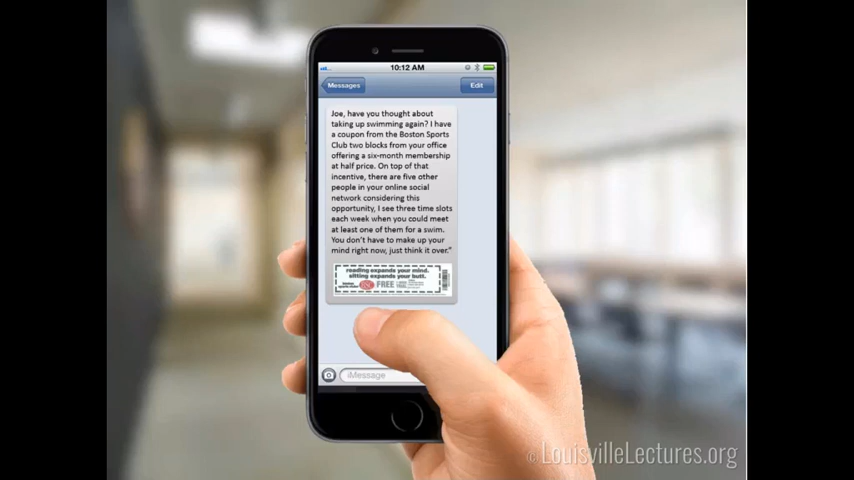 10:12 AM
Messages
Edit
Joe, have you thought about
taking up swimming again? I have
a coupon from the Boston Sports
Club two blocks from your office
offering a six-month membership
at half price. On top of that
incentive, there are five other
people in your online social
network considering this
opportunity, I see three time slots
each week when you could meet
at least one of them for a swim.
You don't have to make up your
mind right now, just think it over."
reading expands your mind.
sitting expands your butt.
FREE
iMessage
© LouisvilleLectures.org